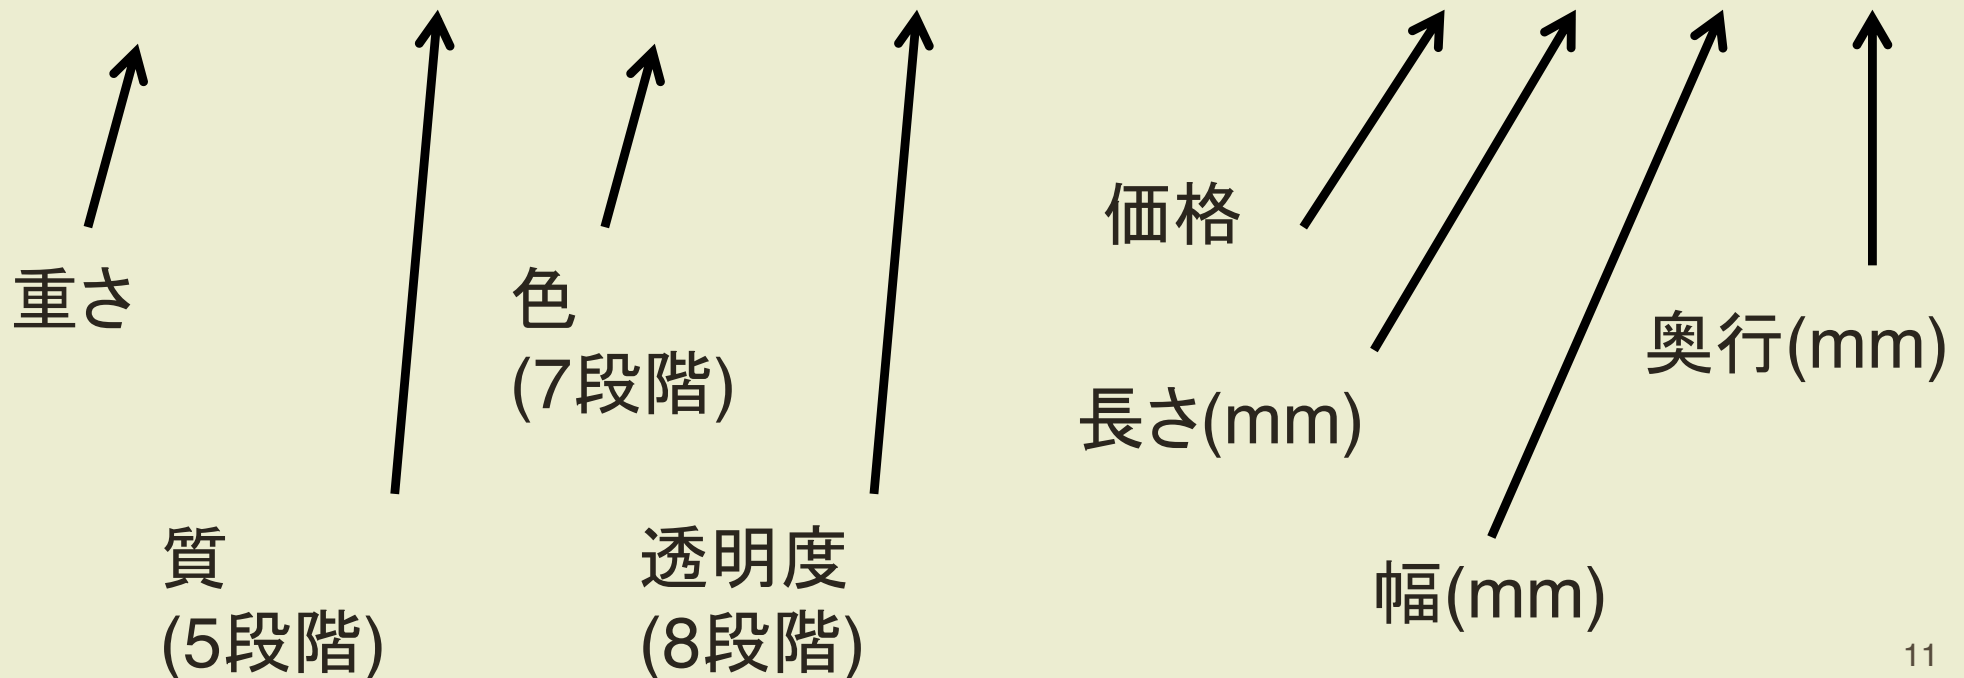 重さ
質
(5段階)
色
(7段階)
透明度
(8段階)
価格
長さ(mm)
幅(mm)
奥行(mm)
11